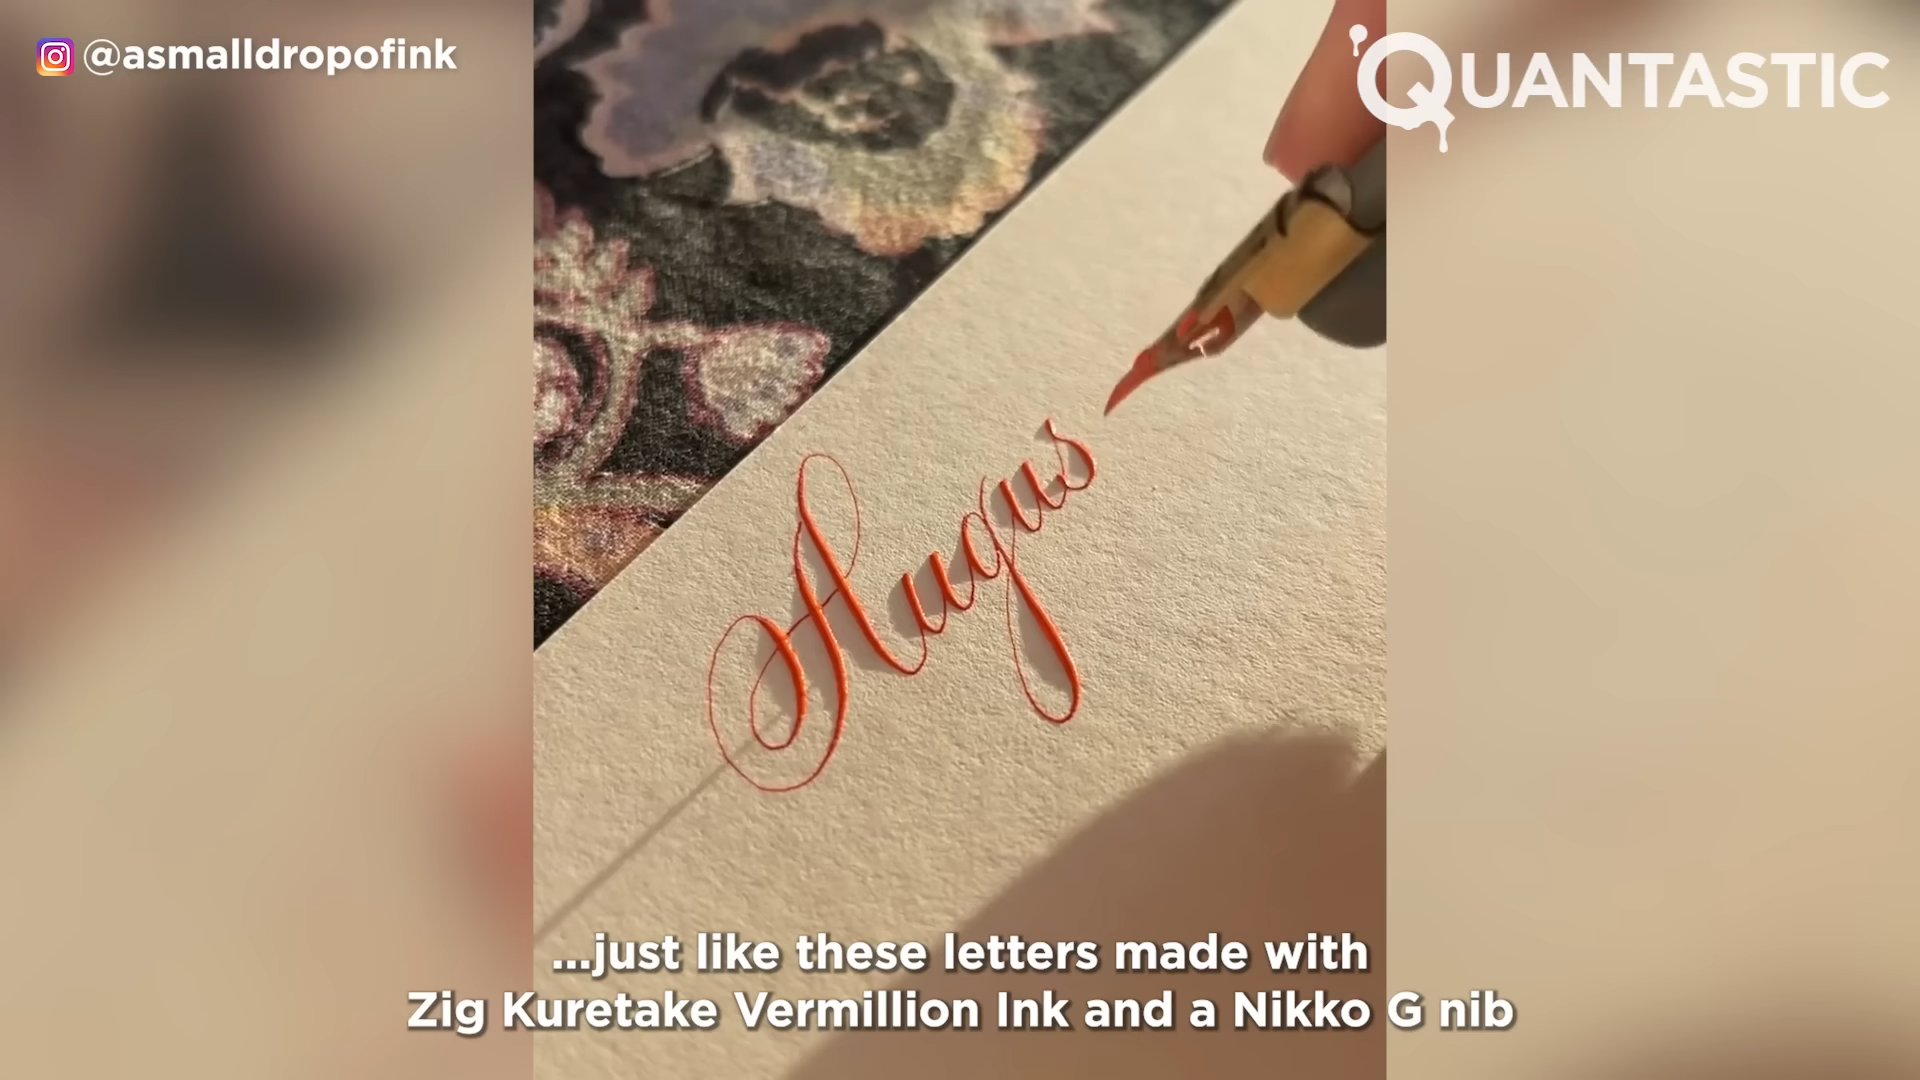 @asmalldropofink
QUANTASTIC
Augus
...just like these letters made with
Zig Kuretake Vermillion Ink and a Nikko G nib